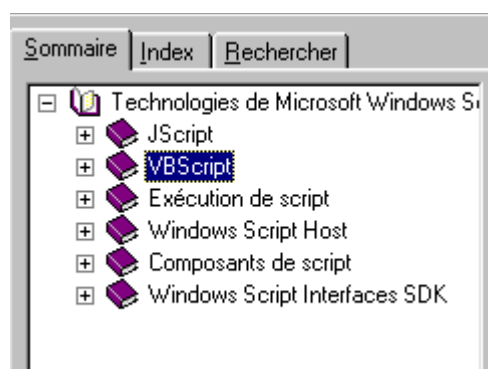 Sommaire Index Rechercher
Technologies de Microsoft Windows
JScript
VBScript
Exécution de script
Windows Script Host
Composants de script
Windows Script Interfaces SDK